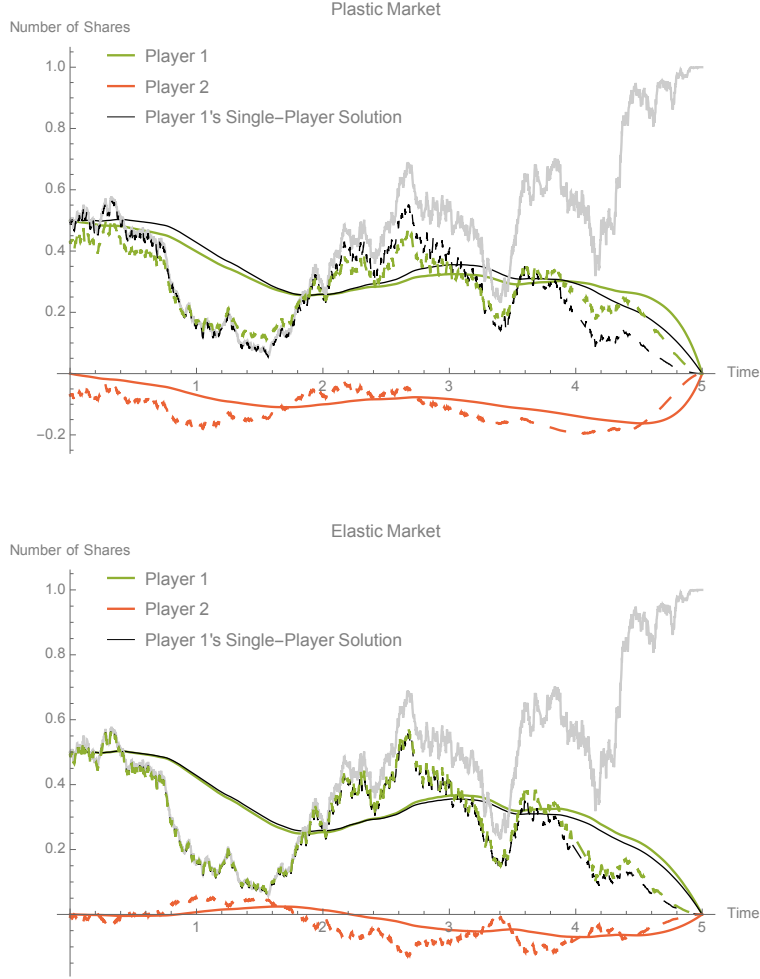 Plastic Market
Number of Shares
Player 1
Player 2
Player 1's Single−Player Solution
1.0
0.8
0.6
0.4
0.2
−0.2
1
2
3
4
5
Time
Elastic Market
Number of Shares
Player 1
Player 2
Player 1's Single−Player Solution
1.0
0.8
0.6
0.4
0.2
1
2
3
4
5
Time